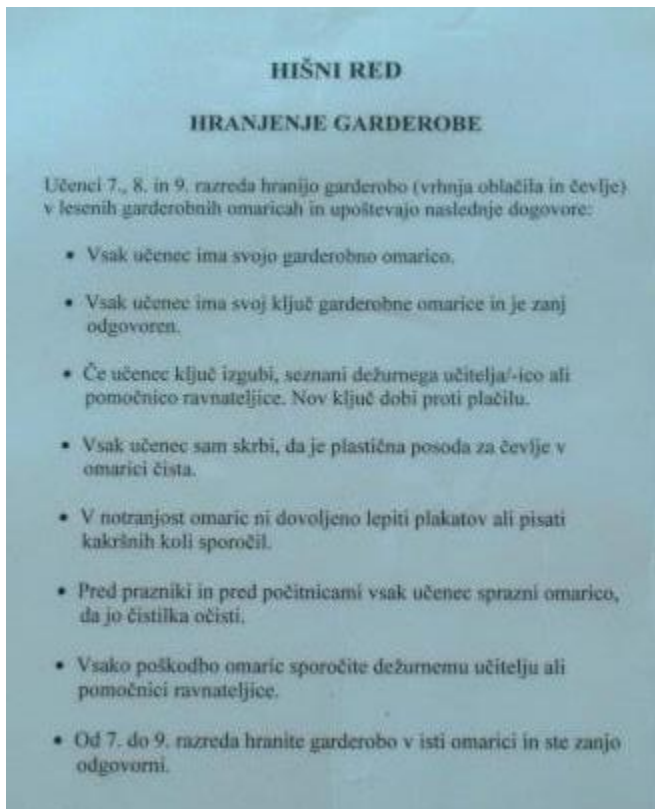 HIŠNI RED
HRANJENJE GARDEROBE
Učenci 7., 8. in 9. razreda hranijo garderobo (vrhnja oblačila in čevlje)
v lesenih garderobnih omaricah in upoštevajo naslednje dogovore:
• Vsak učenec ima svojo garderobno omarico.
• Vsak učenec ima svoj ključ garderobne omarice in je zanj
odgovoren.
• Če učenec ključ izgubi, seznani dežurnega učitelja/-ico ali
pomočnico ravnateljice. Nov ključ dobi proti plačilu.
• Vsak učenec sam skrbi, da je plastična posoda za čevlje v
omarici čista.
• V notranjost omaric ni dovoljeno lepiti plakatov ali pisati
kakršnih koli sporočil.
• Pred prazniki in pred počitnicami vsak učenec sprazni omarico,
da jo čistilka očisti.
• Vsako poškodbo omaric sporočite dežurnemu učitelju ali
pomočnici ravnateljice.
• Od 7. do 9. razreda hranite garderobo v isti omarici in ste zanjo
odgovorni.